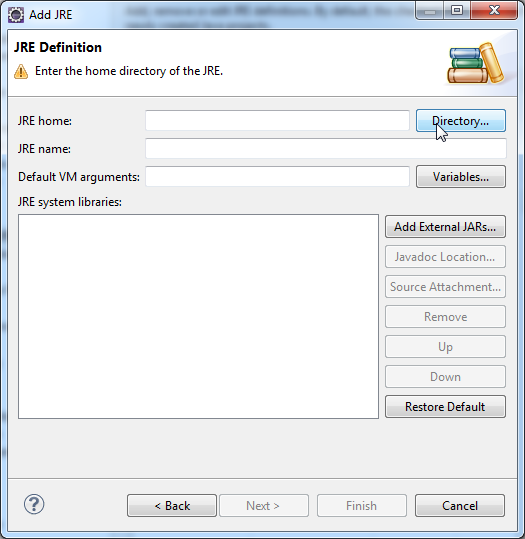 Add JRE
JRE Definition
Enter the home directory of the JRE.
JRE home:
Directory...
JRE name:
Default VM arguments:
Variables...
JRE system libraries:
Add External JARs...
Javadoc Location...
Source Attachment...
Remove
Up
Down
Restore Default
?
< Back
Next >
Finish
Cancel